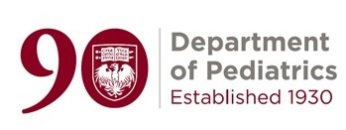 90
Department
of Pediatrics
Established 1930